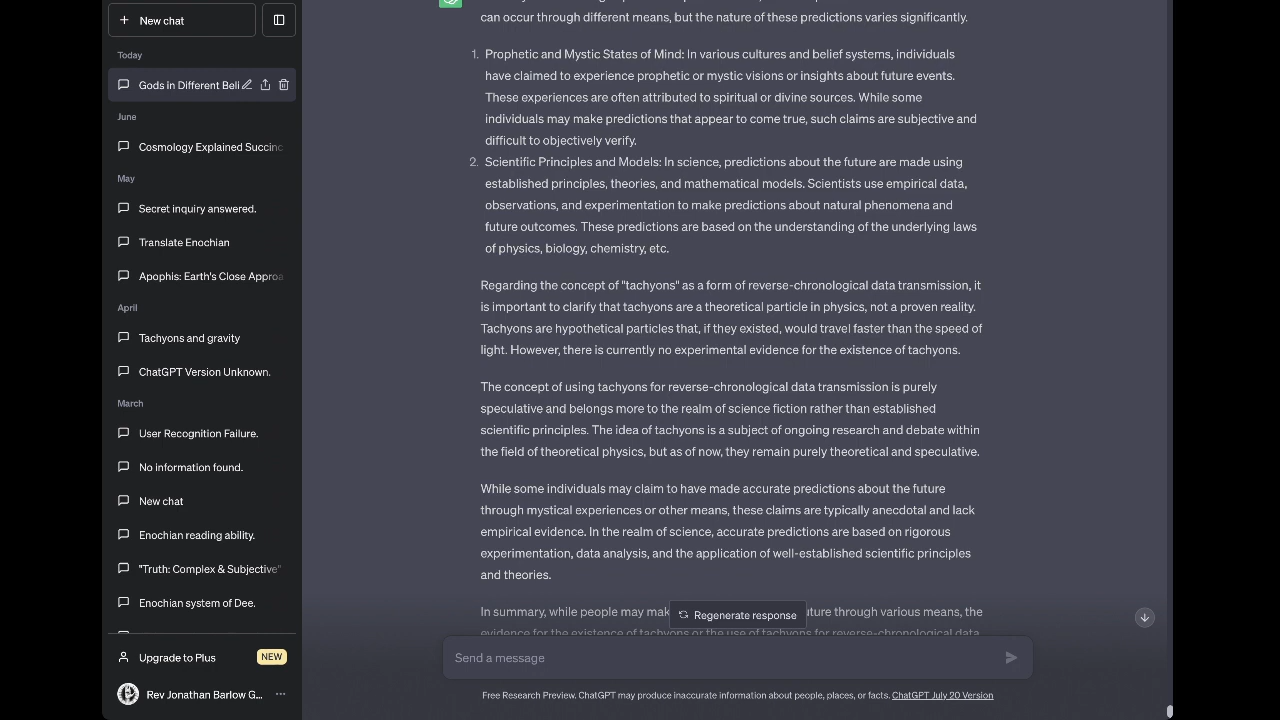 New chat
Today
Gods in Different Beli
June
Cosmology Explained Succinc
May
Secret inquiry answered.
Translate Enochian
Apophis: Earth's Close Approa
April
Tachyons and gravity
ChatGPT Version Unknown.
March
User Recognition Failure.
No information found.
New chat
Enochian reading ability.
"Truth: Complex & Subjective"
Enochian system of Dee.
Upgrade to Plus
NEW
Rev Jonathan Barlow G...
can occur through different means, but the nature of these predictions varies significantly.
1. Prophetic and Mystic States of Mind: In various cultures and belief systems, individuals
have claimed to experience prophetic or mystic visions or insights about future events.
These experiences are often attributed to spiritual or divine sources. While some
individuals may make predictions that appear to come true, such claims are subjective and
difficult to objectively verify.
2. Scientific Principles and Models: In science, predictions about the future are made using
established principles, theories, and mathematical models. Scientists use empirical data,
observations, and experimentation to make predictions about natural phenomena and
future outcomes. These predictions are based on the understanding of the underlying laws
of physics, biology, chemistry, etc.
Regarding the concept of "tachyons" as a form of reverse-chronological data transmission, it
is important to clarify that tachyons are a theoretical particle in physics, not a proven reality.
Tachyons are hypothetical particles that, if they existed, would travel faster than the speed of
light. However, there is currently no experimental evidence for the existence of tachyons.
The concept of using tachyons for reverse-chronological data transmission is purely
speculative and belongs more to the realm of science fiction rather than established
scientific principles. The idea of tachyons is a subject of ongoing research and debate within
the field of theoretical physics, but as of now, they remain purely theoretical and speculative.
While some individuals may claim to have made accurate predictions about the future
through mystical experiences or other means, these claims are typically anecdotal and lack
empirical evidence. In the realm of science, accurate predictions are based on rigorous
experimentation, data analysis, and the application of well-established scientific principles
and theories.
In summary, while people may mak
uture through various means, the
Regenerate response
evidence for the existence of tachyons or the use of tachyons for reverse-chronological data
Send a message
Free Research Preview. ChatGPT may produce inaccurate information about people, places, or facts. ChatGPT July 20 Version